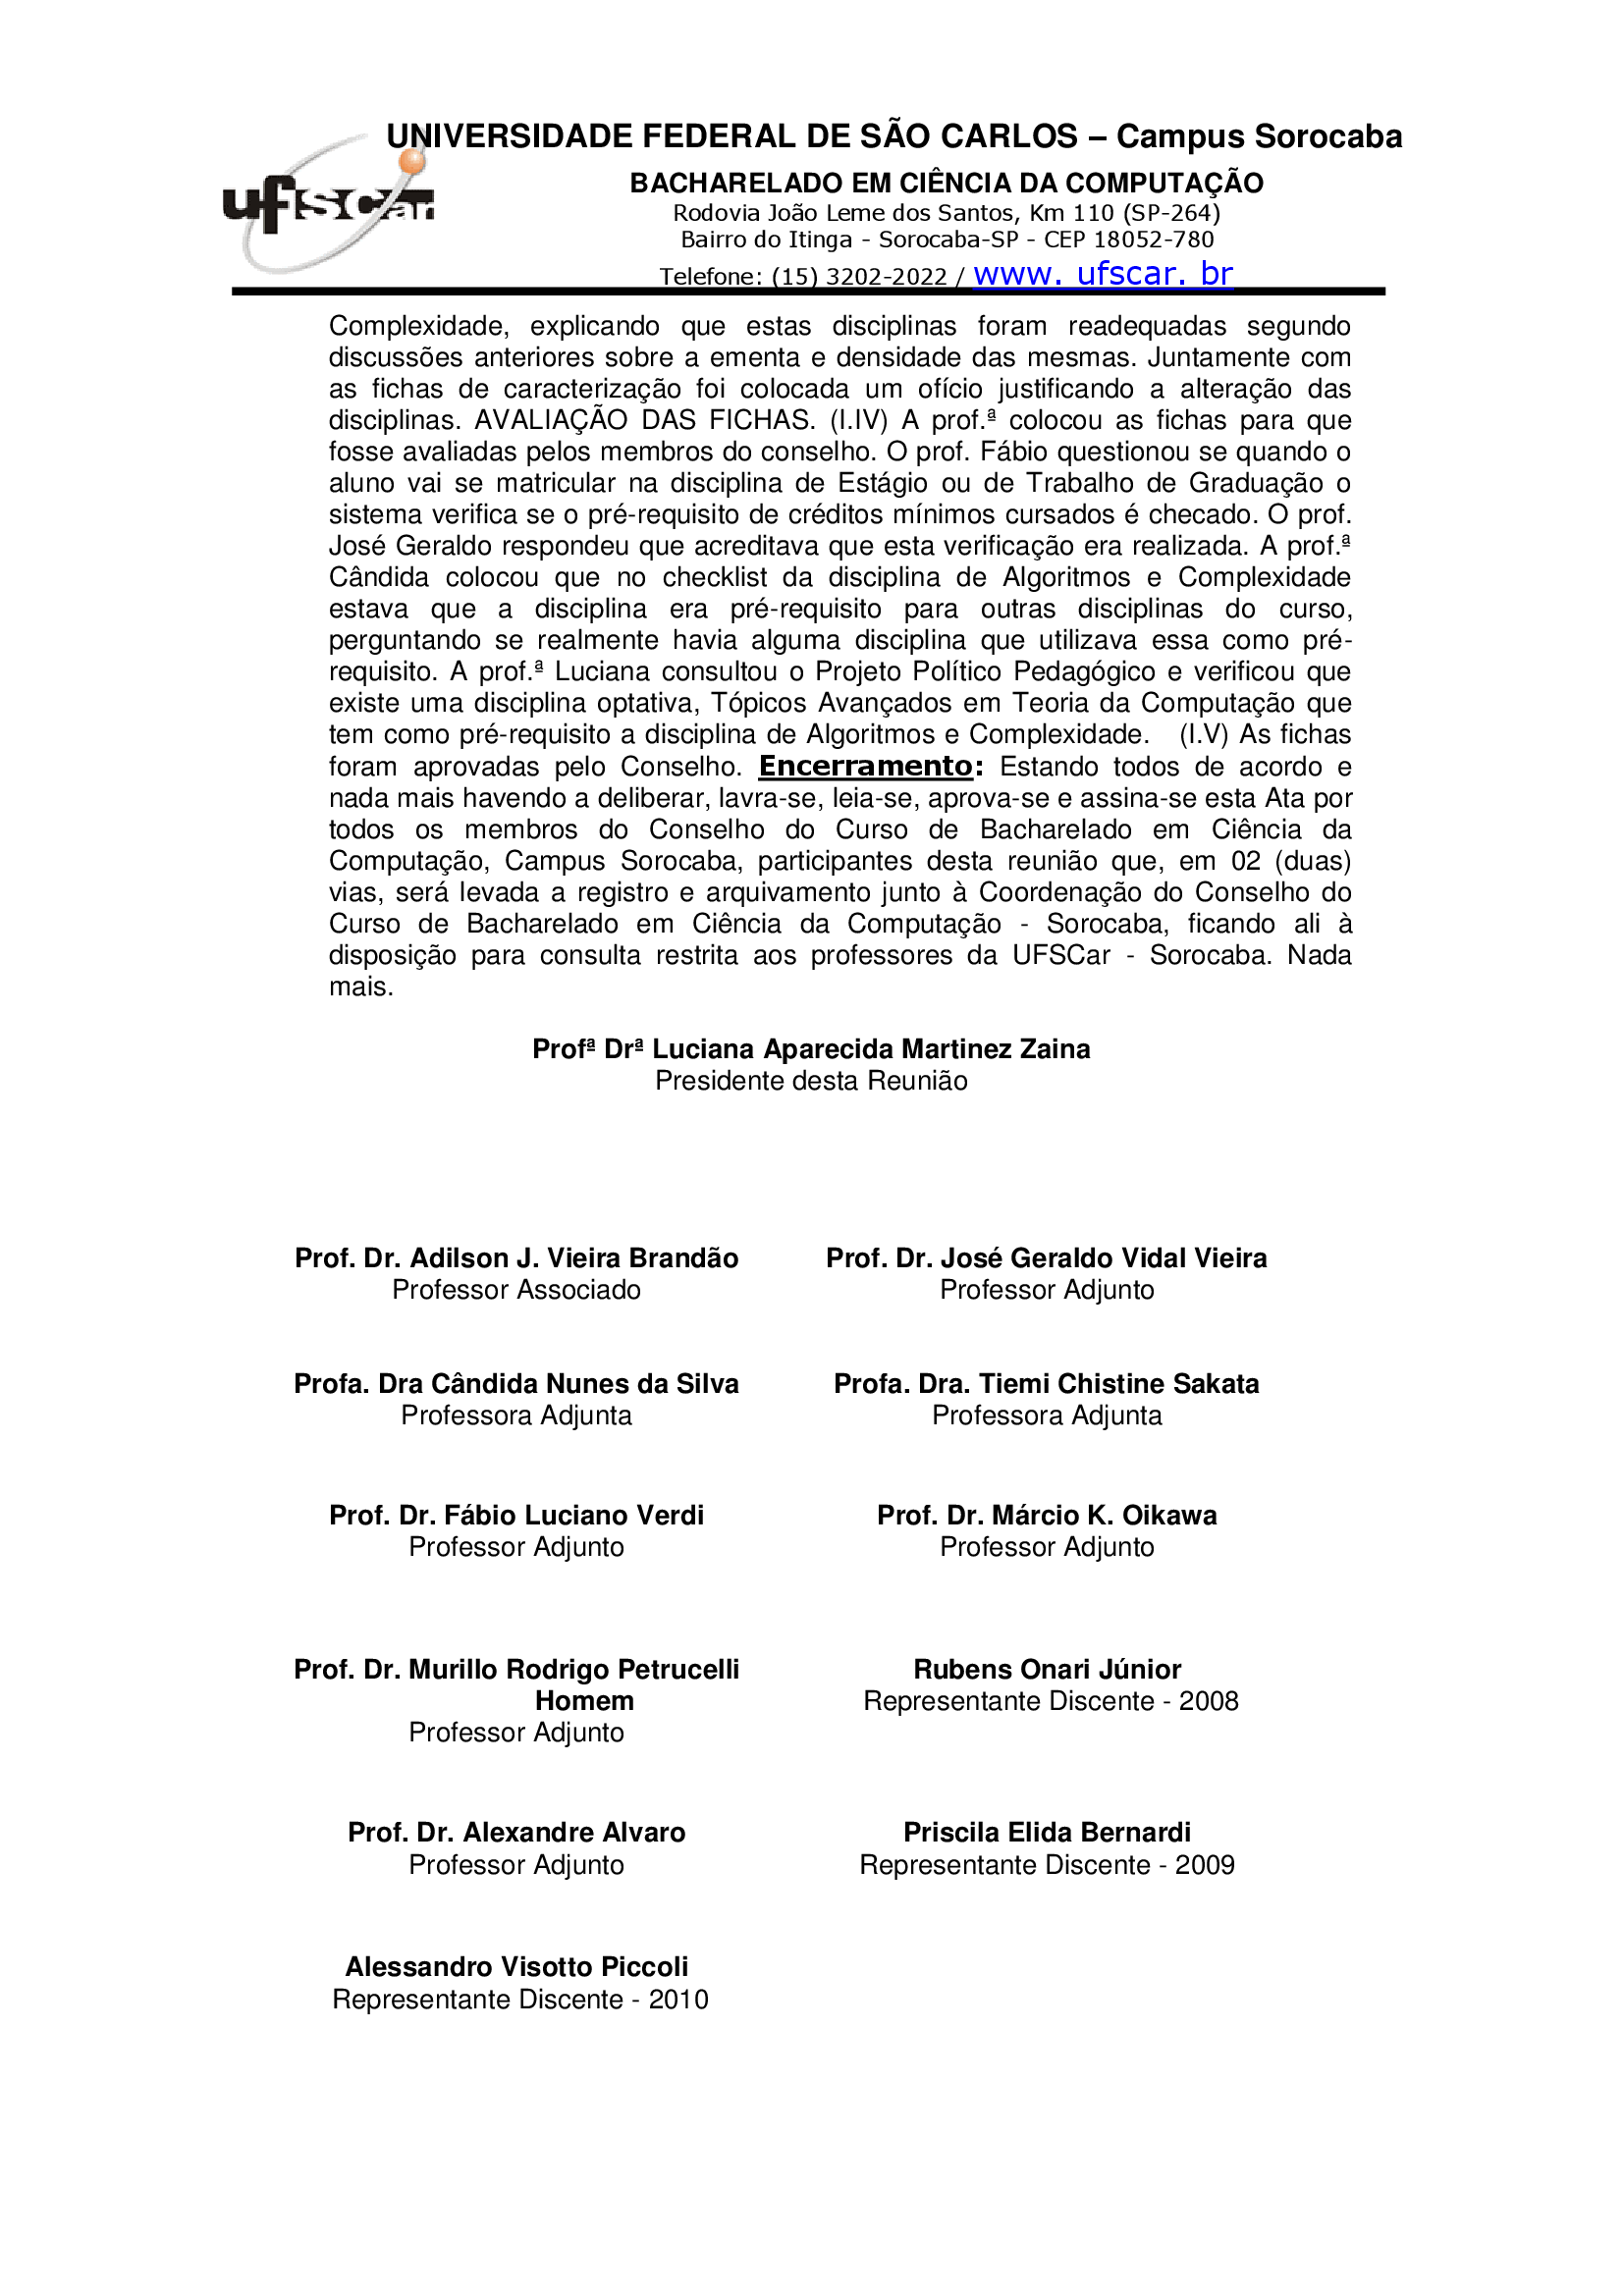 UNIVERSIDADE FEDERAL DE SÃO CARLOS – Campus Sorocaba
ufscar
BACHARELADO EM CIÊNCIA DA COMPUTAÇÃO
Rodovia João Leme dos Santos, Km 110 (SP-264)
Bairro do Itinga - Sorocaba-SP - CEP 18052-780
Telefone: (15) 3202-2022 / www. ufscar. br
Complexidade, explicando que estas disciplinas foram readequadas segundo
discussões anteriores sobre a ementa e densidade das mesmas. Juntamente com
as fichas de caracterização foi colocada um ofício justificando a alteração das
disciplinas. AVALIAÇÃO DAS FICHAS. (I.IV) A prof.ª colocou as fichas para que
fosse avaliadas pelos membros do conselho. O prof. Fábio questionou se quando o
aluno vai se matricular na disciplina de Estágio ou de Trabalho de Graduação o
sistema verifica se o pré-requisito de créditos mínimos cursados é checado. O prof.
José Geraldo respondeu que acreditava que esta verificação era realizada. A prof.ª
Cândida colocou que no checklist da disciplina de Algoritmos e Complexidade
estava que a disciplina era pré-requisito para outras disciplinas do curso,
perguntando se realmente havia alguma disciplina que utilizava essa como pré-
requisito. A prof.ª Luciana consultou o Projeto Político Pedagógico e verificou que
existe uma disciplina optativa, Tópicos Avançados em Teoria da Computação que
tem como pré-requisito a disciplina de Algoritmos e Complexidade. (I.V) As fichas
foram aprovadas pelo Conselho. Encerramento: Estando todos de acordo e
nada mais havendo a deliberar, lavra-se, leia-se, aprova-se e assina-se esta Ata por
todos os membros do Conselho do Curso de Bacharelado em Ciência da
Computação, Campus Sorocaba, participantes desta reunião que, em 02 (duas)
vias, será levada a registro e arquivamento junto à Coordenação do Conselho do
Curso de Bacharelado em Ciência da Computação - Sorocaba, ficando ali à
disposição para consulta restrita aos professores da UFSCar - Sorocaba. Nada
mais.
Profª Drª Luciana Aparecida Martinez Zaina
Presidente desta Reunião
Prof. Dr. Adilson J. Vieira Brandão
Professor Associado
Prof. Dr. José Geraldo Vidal Vieira
Professor Adjunto
Profa. Dra Cândida Nunes da Silva
Professora Adjunta
Profa. Dra. Tiemi Chistine Sakata
Professora Adjunta
Prof. Dr. Fábio Luciano Verdi
Professor Adjunto
Prof. Dr. Márcio K. Oikawa
Professor Adjunto
Prof. Dr. Murillo Rodrigo Petrucelli
Homem
Professor Adjunto
Rubens Onari Júnior
Representante Discente - 2008
Prof. Dr. Alexandre Alvaro
Professor Adjunto
Priscila Elida Bernardi
Representante Discente - 2009
Alessandro Visotto Piccoli
Representante Discente - 2010